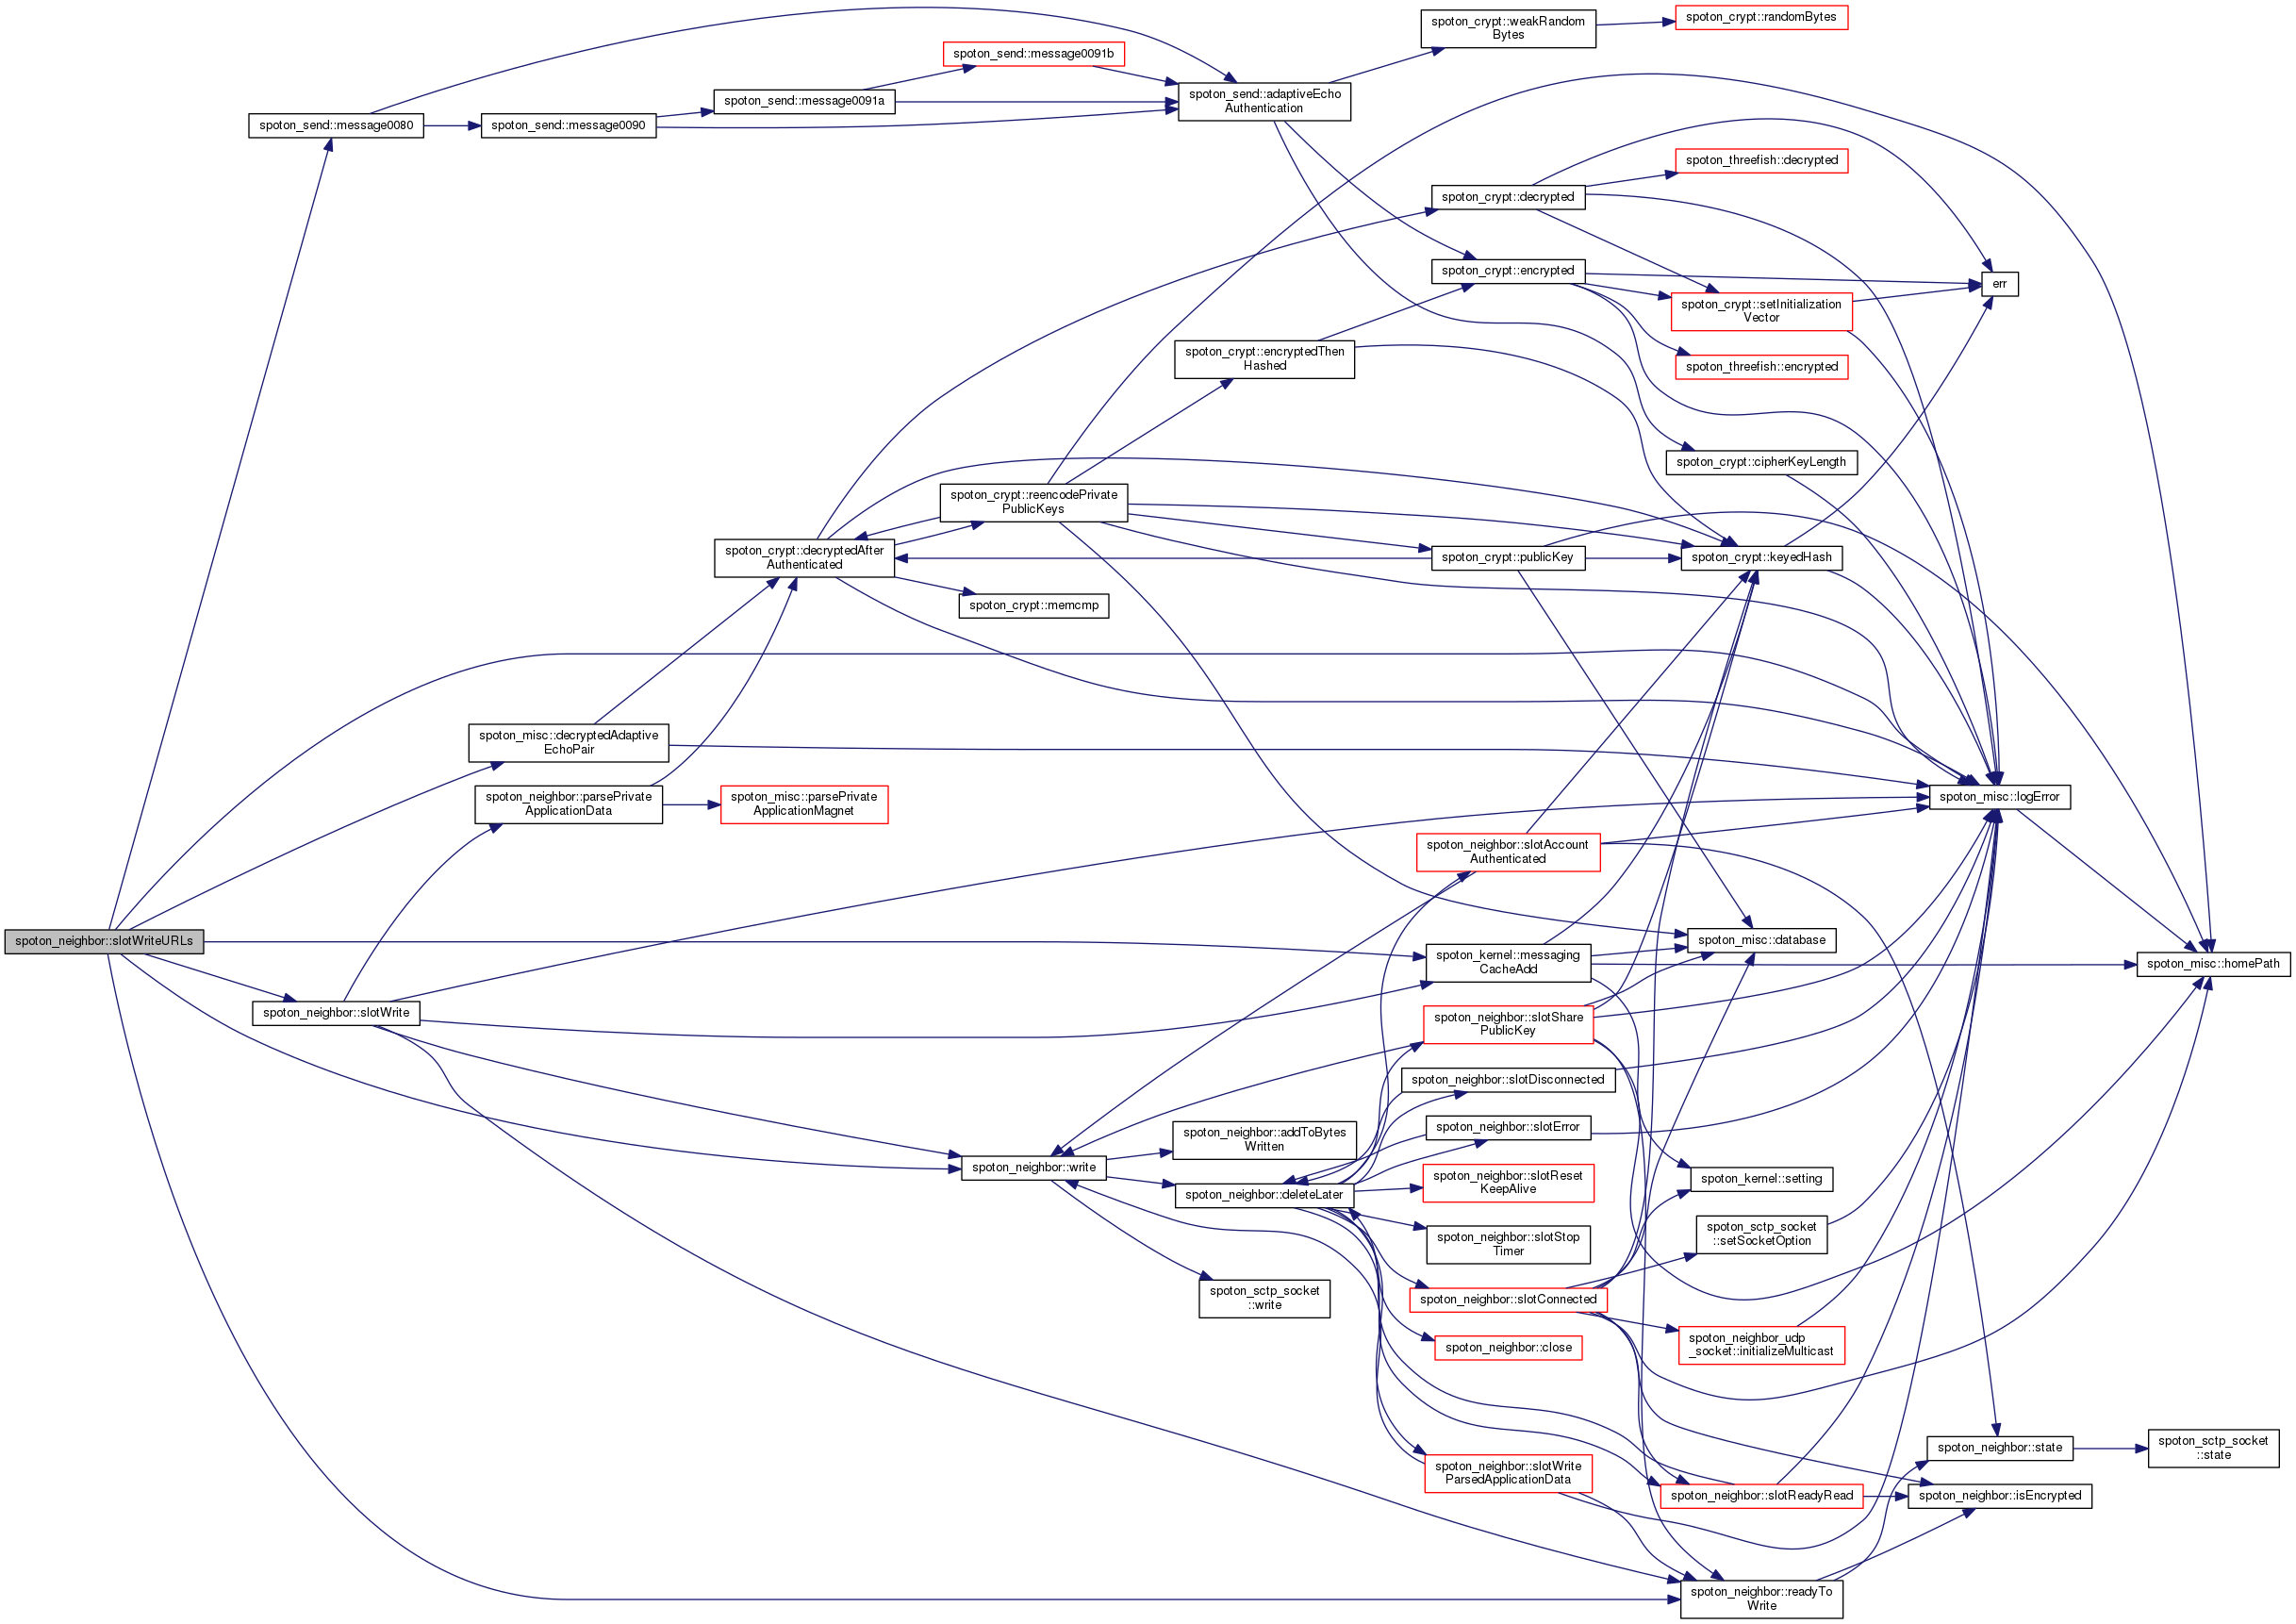 spoton_crypt::weakRandom
Bytes
spoton_crypt::randomBytes
spoton_send::message0091b
spoton_send::message0091a
spoton_send::adaptiveEcho
Authentication
spoton_send::message0080
spoton_send::message0090
spoton_threefish::decrypted
spoton_crypt::decrypted
spoton_crypt::encrypted
err
spoton_crypt::setInitialization
Vector
spoton_crypt::encryptedThen
Hashed
spoton_threefish::encrypted
spoton_crypt::cipherKeyLength
spoton_crypt::reencodePrivate
PublicKeys
spoton_crypt::decryptedAfter
Authenticated
spoton_crypt::publicKey
spoton_crypt::keyedHash
spoton_crypt::memcmp
spoton_misc::decryptedAdaptive
EchoPair
spoton_neighbor::parsePrivate
ApplicationData
spoton_misc::parsePrivate
ApplicationMagnet
spoton_misc::logError
spoton_neighbor::slotAccount
Authenticated
spoton_neighbor::slotWriteURLs
spoton_misc::database
spoton_kernel::messaging
CacheAdd
spoton_misc::homePath
spoton_neighbor::slotWrite
spoton_neighbor::slotShare
PublicKey
spoton_neighbor::slotDisconnected
spoton_neighbor::addToBytes
Written
spoton_neighbor::slotError
spoton_neighbor::write
spoton_neighbor::slotReset
KeepAlive
spoton_kernel::setting
spoton_neighbor::deleteLater
spoton_neighbor::slotStop
Timer
spoton_sctp_socket
::setSocketOption
spoton_sctp_socket
::write
spoton_neighbor::slotConnected
spoton_neighbor::close
spoton_neighbor_udp
_socket::initializeMulticast
spoton_neighbor::state
spoton_sctp_socket
::state
spoton_neighbor::slotWrite
ParsedApplicationData
spoton_neighbor::slotReadyRead
spoton_neighbor::isEncrypted
spoton_neighbor::readyTo
Write